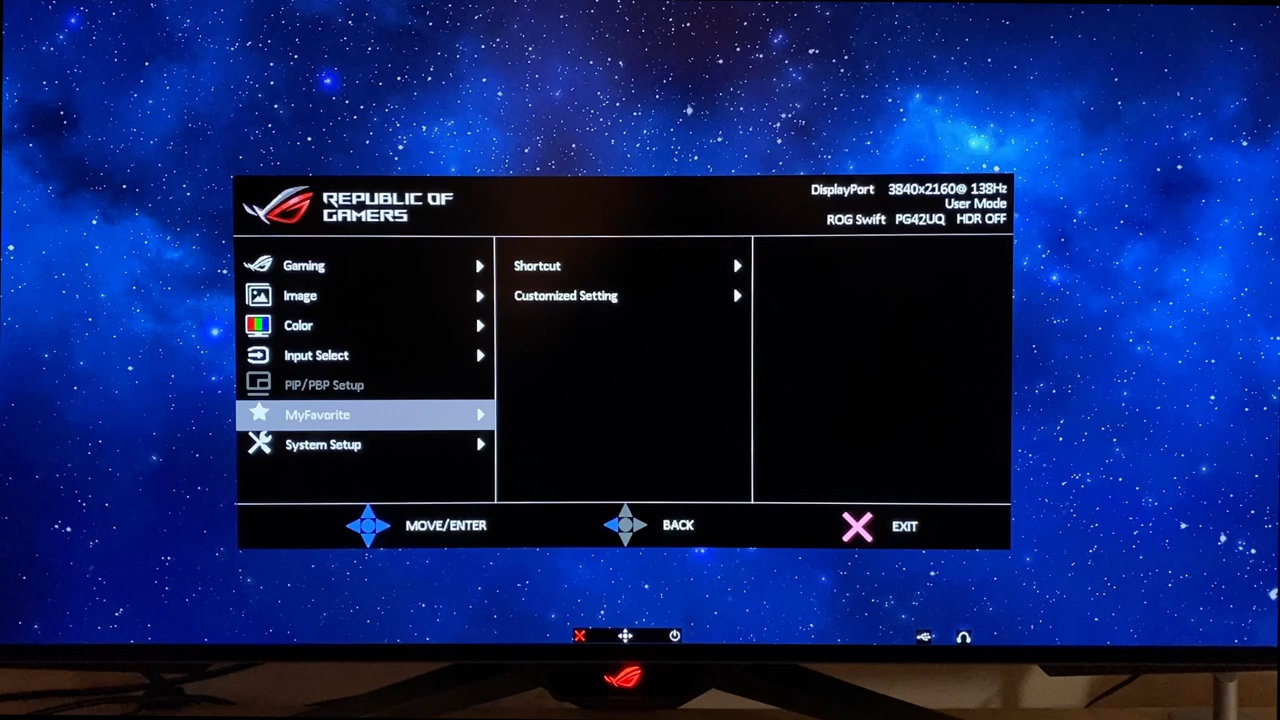 REPUBLIC OF
GAMERS
DisplayPort 3840x2160@ 138Hz
User Mode
ROG Swift PG42UQ HDR OFF
Gaming
Image
Color
Input Select
PIP/PBP Setup
MyFavorite
System Setup
Shortcut
Customized Setting
MOVE/ENTER
BACK
EXIT